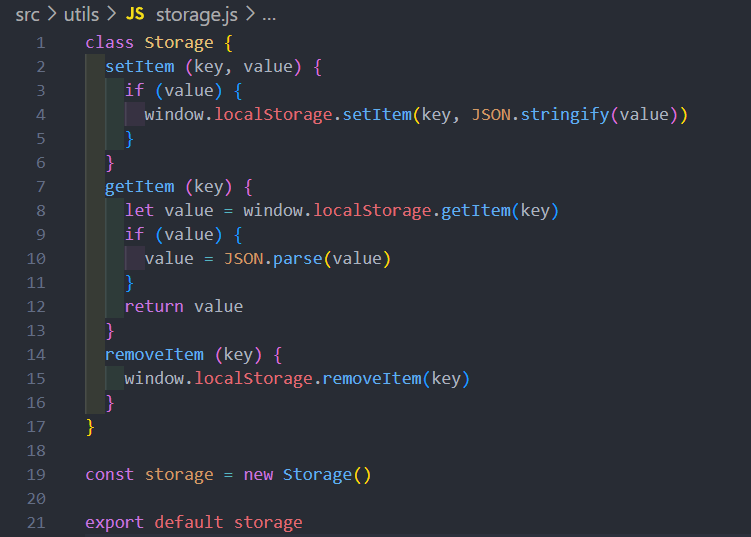 src > utils > JS storage.js > ...
1 class Storage {
2   setItem (key, value) {
3     if (value) {
4       window.localStorage.setItem(key, JSON.stringify(value))
5     }
6   }
7   getItem (key) {
8     let value = window.localStorage.getItem(key)
9     if (value) {
10       value = JSON.parse(value)
11     }
12     return value
13   }
14   removeItem (key) {
15     window.localStorage.removeItem(key)
16   }
17 }
18
19 const storage = new Storage()
20
21 export default storage